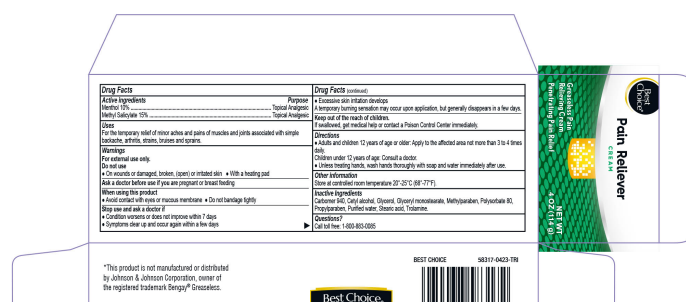 Drug Facts
Active Ingredients Purpose
Menthol 10% Topical Analgesic
Methyl Salicylate 15% Topical Analgesic
Uses
For the temporary relief of minor aches and pains of muscles and joints associated with simple
backache, arthritis, strains, bruises and sprains.
Warnings
For external use only.
Do not use
• On wounds or damaged, broken, (open) or irritated skin • With a heating pad
Ask a doctor before use if you are pregnant or breast feeding
When using this product
• Avoid contact with eyes or mucous membrane • Do not bandage tightly
Stop use and ask a doctor if
• Condition worsens or does not improve within 7 days
• Symptoms clear up and occur again within a few days
Drug Facts (continued)
• Excessive skin irritation develops
A temporary burning sensation may occur upon application, but generally disappears in a few days.
Keep out of the reach of children.
If swallowed, get medical help or contact a Poison Control Center immediately.
Directions
• Adults and children 12 years of age or older: Apply to the affected area not more than 3 to 4 times
daily.
Children under 12 years of age: Consult a doctor.
• Unless treating hands, wash hands thoroughly with soap and water immediately after use.
Other information
Store at controlled room temperature 20°-25°C (68°-77°F).
Inactive Ingredients
Carbomer 940, Cetyl alcohol, Glycerol, Glyceryl monostearate, Methylparaben, Polysorbate 80,
Propylparaben, Purified water, Stearic acid, Trolamine.
Questions?
Call toll free: 1-800-883-0085
Best
Choice®
Pain Reliever
CREAM
Greaseless Pain
Relieving Cream
Penetrating Pain Relief
NET WT
4 OZ (114 g)
*This product is not manufactured or distributed
by Johnson & Johnson Corporation, owner of
the registered trademark Bengay® Greaseless.
Best Choice®
BEST CHOICE 58317-0423-TRI